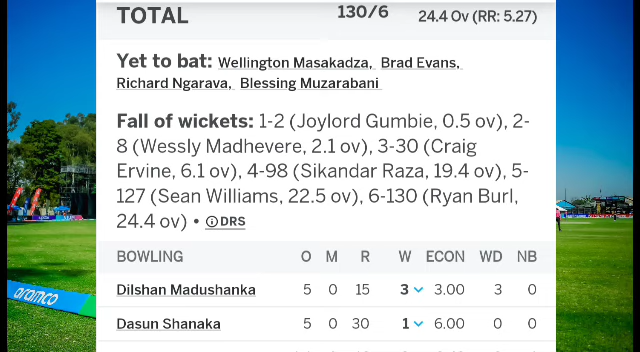 TOTAL 130/6 24.4 Ov (RR: 5.27)
Yet to bat: Wellington Masakadza, Brad Evans,
Richard Ngarava, Blessing Muzarabani
Fall of wickets: 1-2 (Joylord Gumbie, 0.5 ov), 2-
8 (Wessly Madhevere, 2.1 ov), 3-30 (Craig
Ervine, 6.1 ov), 4-98 (Sikandar Raza, 19.4 ov), 5-
127 (Sean Williams, 22.5 ov), 6-130 (Ryan Burl,
24.4 ov) • DRS
BOWLING O M R W ECON WD NB
Dilshan Madushanka 5 0 15 3 3.00 3 0
Dasun Shanaka 5 0 30 1 6.00 0 0
aramco